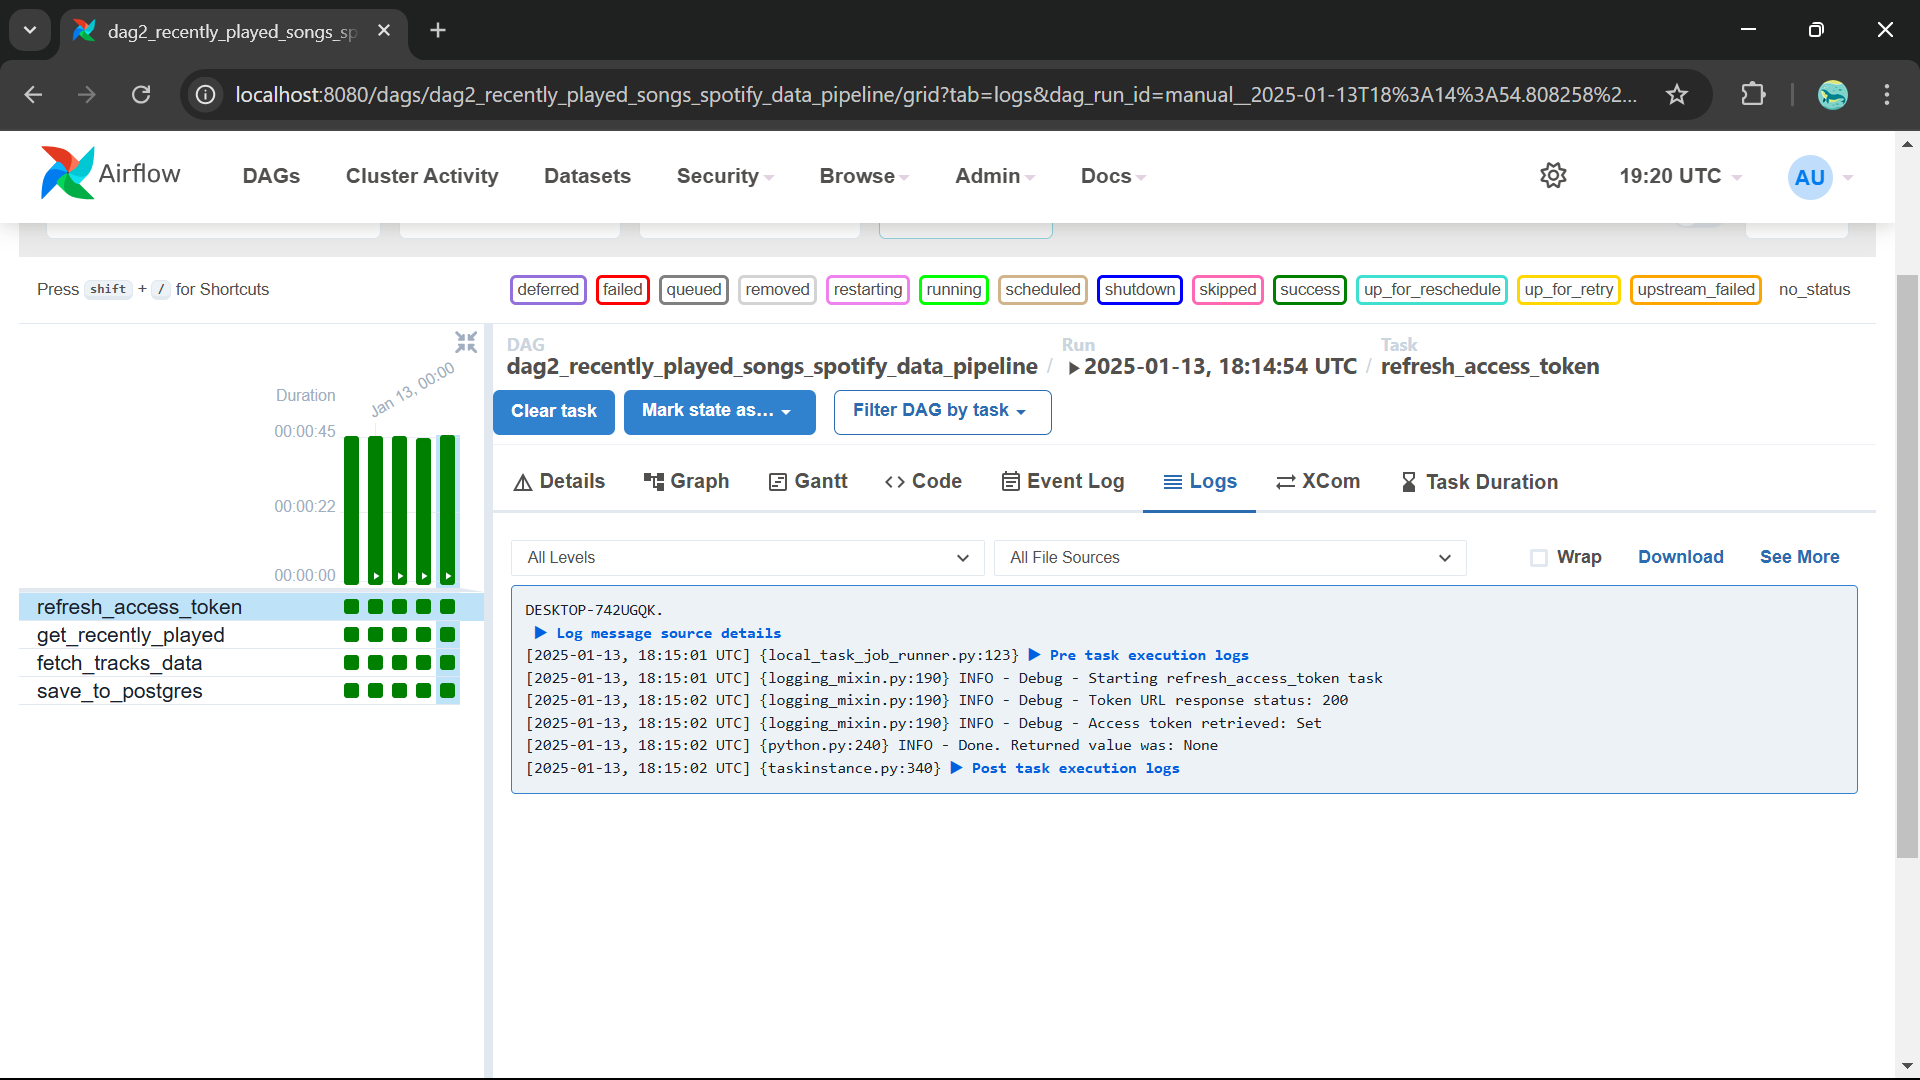 dag2_recently_played_songs_sp
localhost:8080/dags/dag2_recently_played_songs_spotify_data_pipeline/grid?tab=logs&dag_run_id=manual__2025-01-13T18%3A14%3A54.808258%2...
Airflow DAGs Cluster Activity Datasets Security Browse Admin Docs 19:20 UTC AU
Press shift + / for Shortcuts deferred failed queued removed restarting running scheduled shutdown skipped success up_for_reschedule up_for_retry upstream_failed no_status
Duration
Jan 13, 00:00
00:00:45
00:00:22
00:00:00
refresh_access_token
get_recently_played
fetch_tracks_data
save_to_postgres
DAG Run Task
dag2_recently_played_songs_spotify_data_pipeline / 2025-01-13, 18:14:54 UTC / refresh_access_token
Clear task Mark state as... Filter DAG by task
Details Graph Gantt <> Code Event Log Logs XCom Task Duration
All Levels All File Sources Wrap Download See More
DESKTOP-742UGQK.
▶ Log message source details
[2025-01-13, 18:15:01 UTC] {local_task_job_runner.py:123} ▶ Pre task execution logs
[2025-01-13, 18:15:01 UTC] {logging_mixin.py:190} INFO - Debug - Starting refresh_access_token task
[2025-01-13, 18:15:02 UTC] {logging_mixin.py:190} INFO - Debug - Token URL response status: 200
[2025-01-13, 18:15:02 UTC] {logging_mixin.py:190} INFO - Debug - Access token retrieved: Set
[2025-01-13, 18:15:02 UTC] {python.py:240} INFO - Done. Returned value was: None
[2025-01-13, 18:15:02 UTC] {taskinstance.py:340} ▶ Post task execution logs